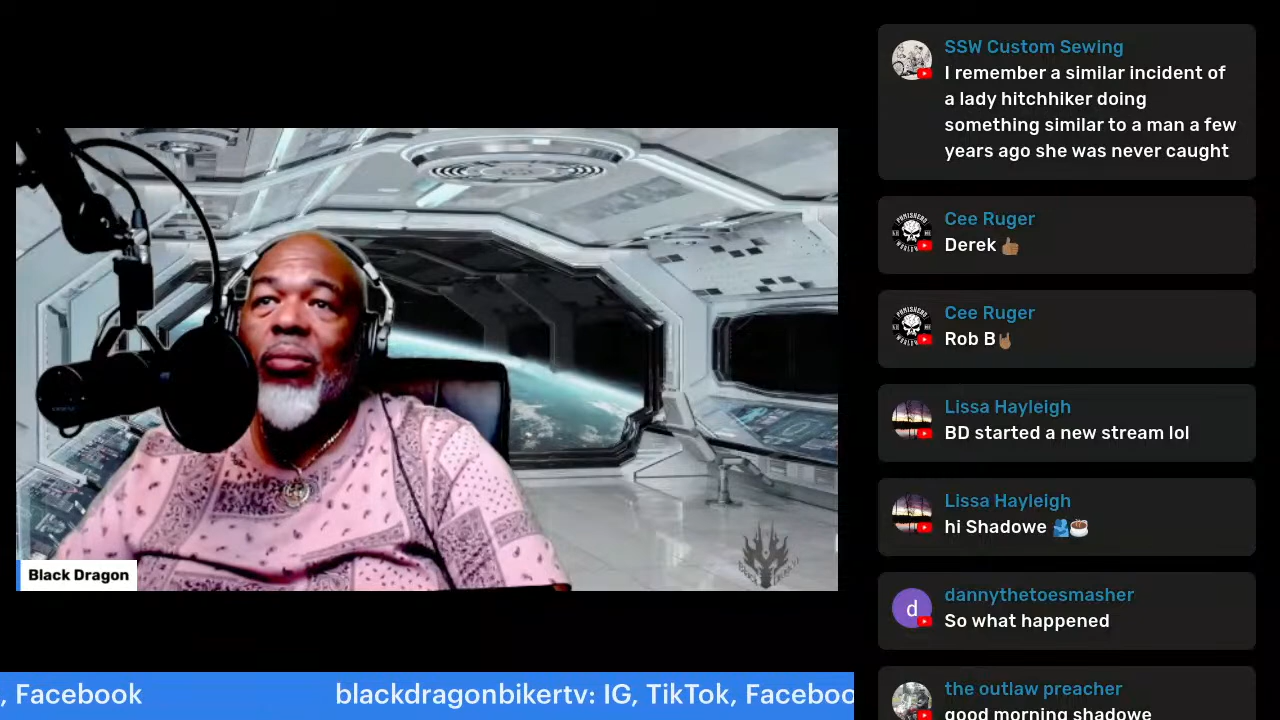 SSW Custom Sewing
I remember a similar incident of
a lady hitchhiker doing
something similar to a man a few
years ago she was never caught
Cee Ruger
Derek 👍🏾
Cee Ruger
Rob B🤘🏾
Lissa Hayleigh
BD started a new stream lol
Lissa Hayleigh
hi Shadowe 🫂☕
d
dannythetoesmasher
So what happened
the outlaw preacher
good morning shadowe
Black Dragon
, Facebook
blackdragonbikertv: IG, TikTok, Faceboo